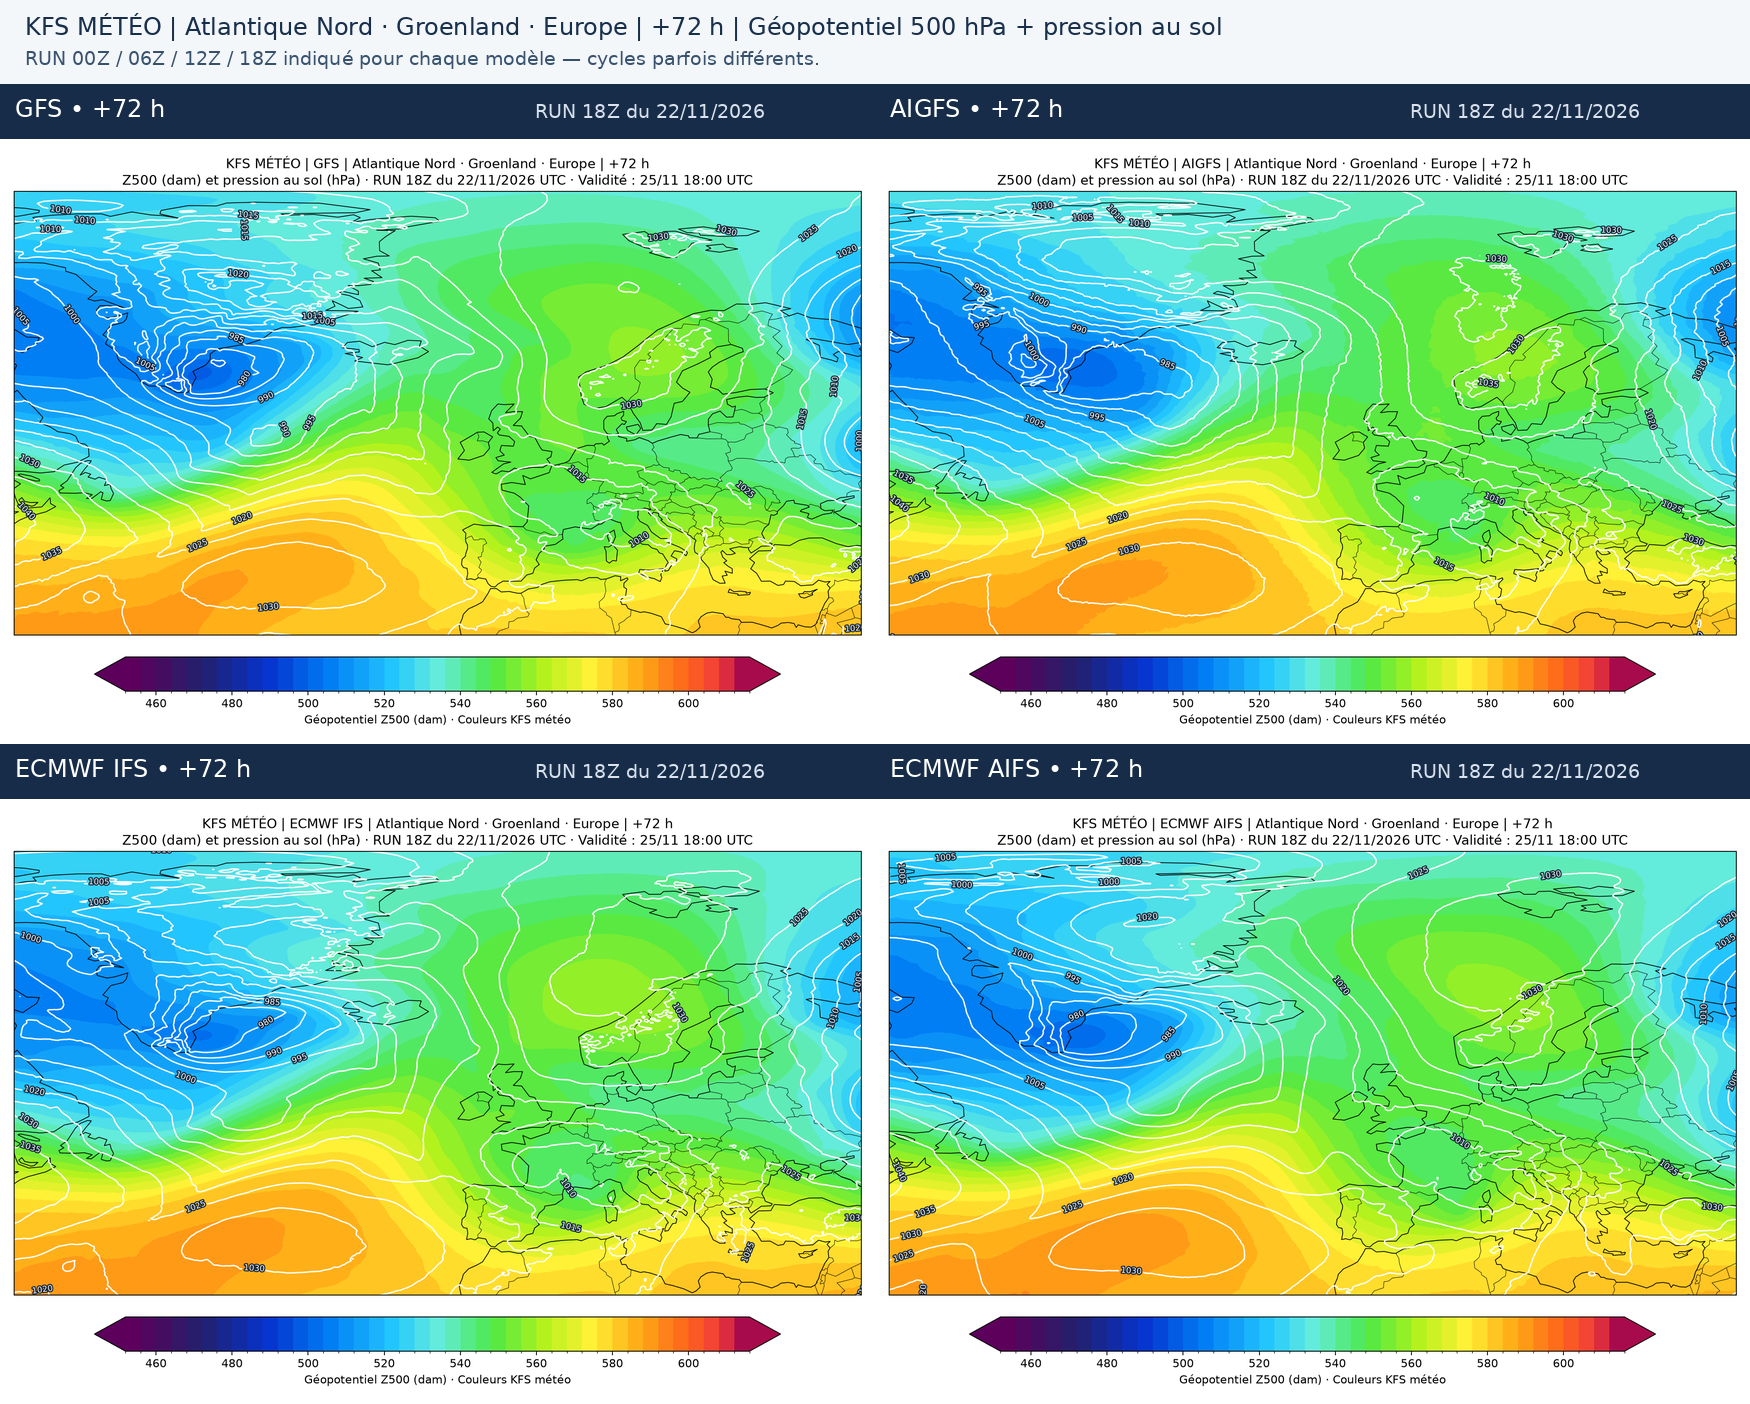 KFS MÉTÉO | Atlantique Nord · Groenland · Europe | +72 h | Géopotentiel 500 hPa + pression au sol
RUN 00Z / 06Z / 12Z / 18Z indiqué pour chaque modèle — cycles parfois différents.
GFS • +72 h
RUN 18Z du 22/11/2026
AIGFS • +72 h
RUN 18Z du 22/11/2026
KFS MÉTÉO | GFS | Atlantique Nord · Groenland · Europe | +72 h
Z500 (dam) et pression au sol (hPa) · RUN 18Z du 22/11/2026 UTC · Validité : 25/11 18:00 UTC
KFS MÉTÉO | AIGFS | Atlantique Nord · Groenland · Europe | +72 h
Z500 (dam) et pression au sol (hPa) · RUN 18Z du 22/11/2026 UTC · Validité : 25/11 18:00 UTC
460 480 500 520 540 560 580 600
Géopotentiel Z500 (dam) · Couleurs KFS météo
460 480 500 520 540 560 580 600
Géopotentiel Z500 (dam) · Couleurs KFS météo
ECMWF IFS • +72 h
RUN 18Z du 22/11/2026
ECMWF AIFS • +72 h
RUN 18Z du 22/11/2026
KFS MÉTÉO | ECMWF IFS | Atlantique Nord · Groenland · Europe | +72 h
Z500 (dam) et pression au sol (hPa) · RUN 18Z du 22/11/2026 UTC · Validité : 25/11 18:00 UTC
KFS MÉTÉO | ECMWF AIFS | Atlantique Nord · Groenland · Europe | +72 h
Z500 (dam) et pression au sol (hPa) · RUN 18Z du 22/11/2026 UTC · Validité : 25/11 18:00 UTC
460 480 500 520 540 560 580 600
Géopotentiel Z500 (dam) · Couleurs KFS météo
460 480 500 520 540 560 580 600
Géopotentiel Z500 (dam) · Couleurs KFS météo